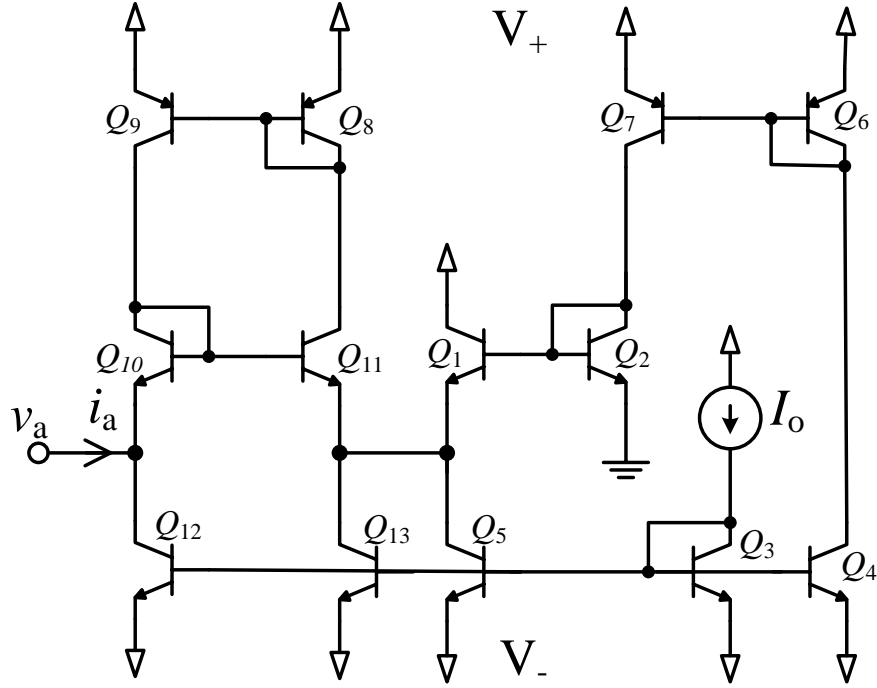 V₊
Q₉
Q₈
Q₇
Q₆
Q₁₀
Q₁₁
Q₁
Q₂
vₐ
iₐ
Iₒ
Q₁₂
Q₁₃
Q₅
Q₃
Q₄
V₋